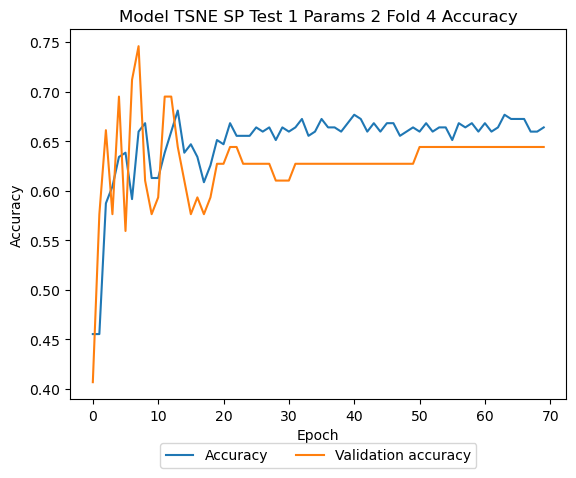 Model TSNE SP Test 1 Params 2 Fold 4 Accuracy
Accuracy
0.75
0.70
0.65
0.60
0.55
0.50
0.45
0.40
0 10 20 30 40 50 60 70
Epoch
Accuracy Validation accuracy